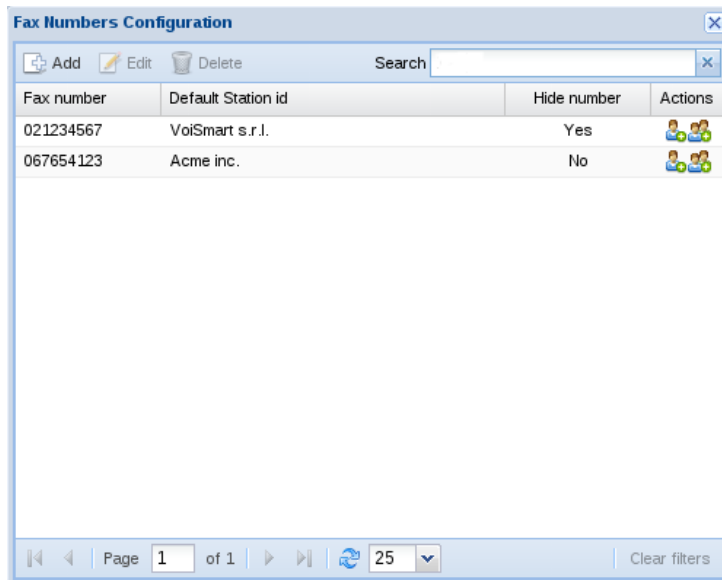 Fax Numbers Configuration
Add Edit Delete Search
Fax number Default Station id Hide number Actions
021234567 VoiSmart s.r.l. Yes
067654123 Acme inc. No
Page 1 of 1 25 Clear filters